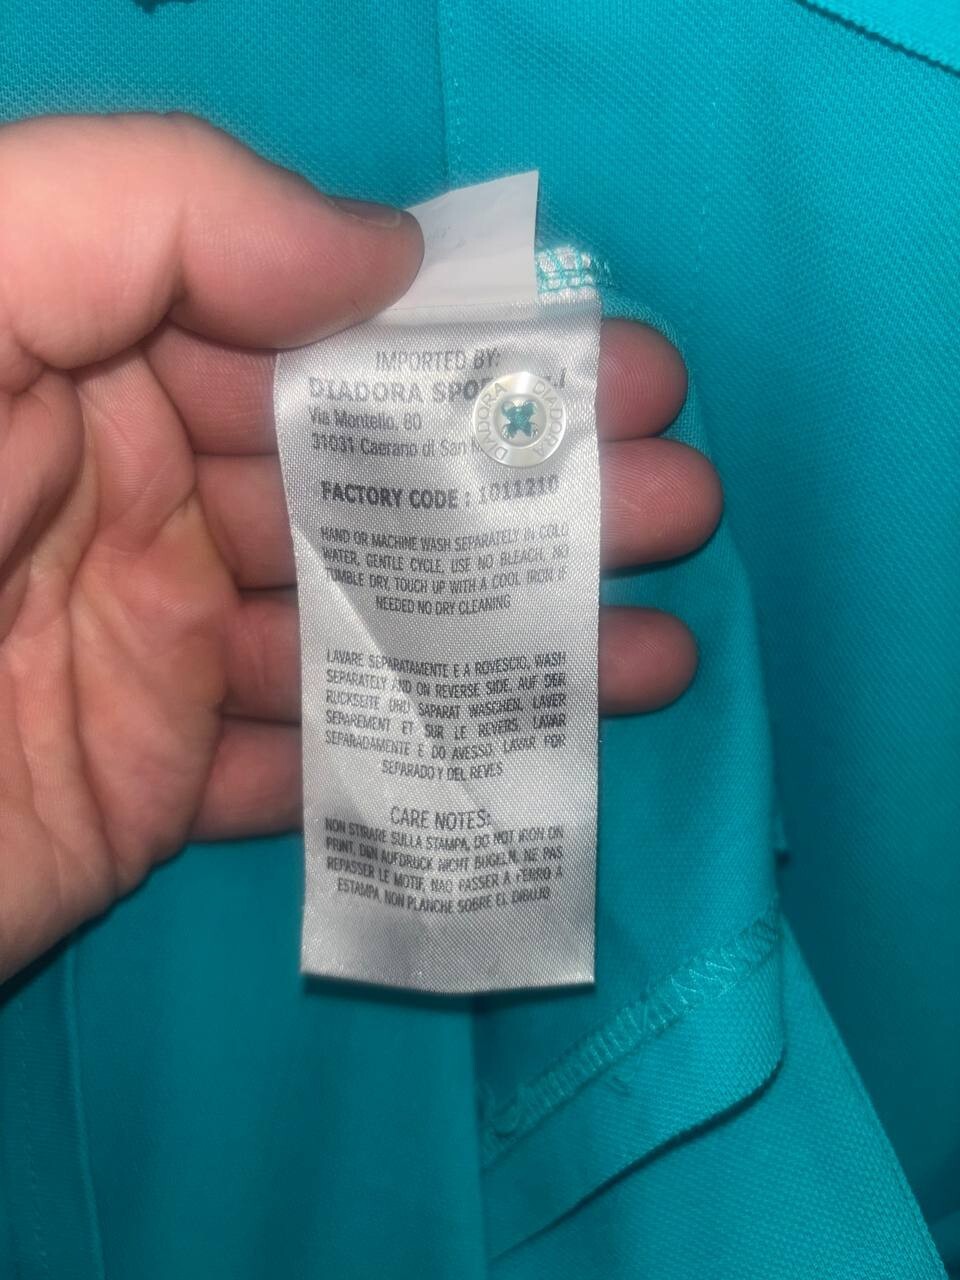 IMPORTED BY:
DIADORA
Via Montello, 80
31031 Caerano di San
DIADORA DIADORA
FACTORY CODE : 1011210
HAND OR MACHINE WASH SEPARATELY IN COLD
WATER, GENTLE CYCLE, USE NO BLEACH, NO
TUMBLE DRY, TOUCH UP WITH A COOL IRON IF
NEEDED NO DRY CLEANING
LAVARE SEPARATAMENTE E A ROVESCIO, WASH
SEPARATELY AND ON REVERSE SIDE, AUF DER
RUCKSEITE UND SAPARAT WASCHEN, LAVER
SEPAREMENT ET SUR LE REVERS, LAVAR
SEPARADAMENTE E DO AVESSO, LAVAR POR
SEPARADO Y DEL REVES
CARE NOTES:
NON STIRARE SULLA STAMPA, DO NOT IRON ON
PRINT, DEN AUFDRUCK NICHT BUGELN, NE PAS
REPASSER LE MOTIF, NAO PASSER A FERRO A
ESTAMPA, NON PLANCHE SOBRE EL DIBUJO